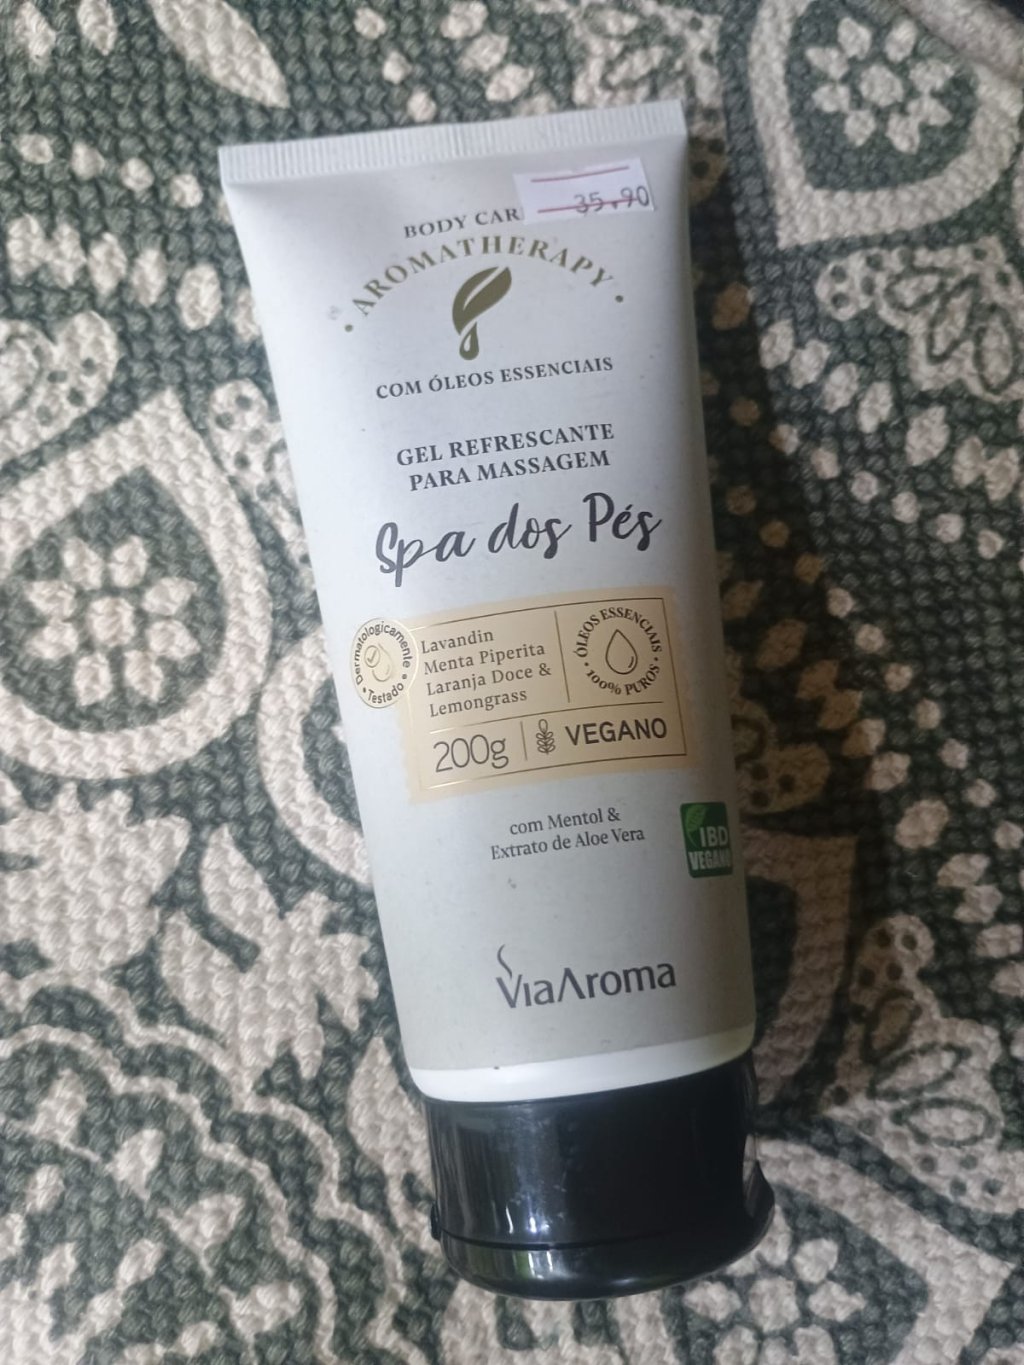 35.90
BODY CAR
AROMATHERAPY
COM ÓLEOS ESSENCIAIS
GEL REFRESCANTE
PARA MASSAGEM
Spa dos Pés
Dermatologicamente
Testado
Lavandin
Menta Piperita
Laranja Doce &
Lemongrass
ÓLEOS ESSENCIAIS
100% PUROS
200g
VEGANO
com Mentol &
Extrato de Aloe Vera
IBD
VEGANO
ViaAroma